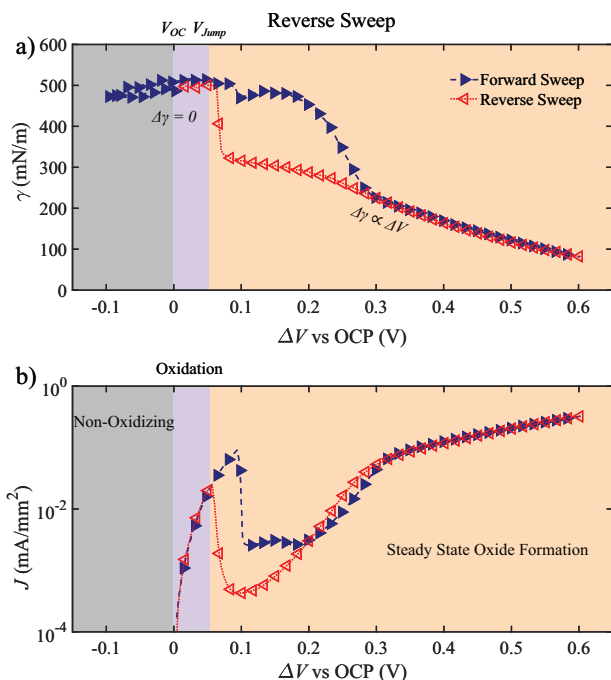 Reverse Sweep
V_OC V_Jump
a)
600
500
400
300
200
100
0
γ (mN/m)
Forward Sweep
Reverse Sweep
Δγ = 0
Δγ ∝ ΔV
-0.1 0 0.1 0.2 0.3 0.4 0.5 0.6
ΔV vs OCP (V)
b)
Oxidation
10^0
10^-2
10^-4
J (mA/mm^2)
Non-Oxidizing
Steady State Oxide Formation
-0.1 0 0.1 0.2 0.3 0.4 0.5 0.6
ΔV vs OCP (V)